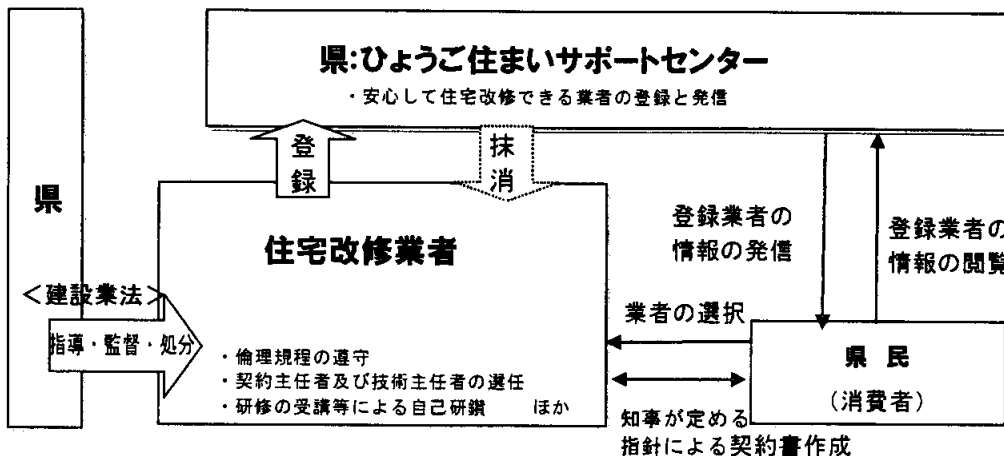 県:ひょうご住まいサポートセンター
・安心して住宅改修できる業者の登録と発信
登録
抹消
県
＜建設業法＞
指導・監督・処分
住宅改修業者
・倫理規程の遵守
・契約主任者及び技術主任者の選任
・研修の受講等による自己研鑽　ほか
登録業者の
情報の発信
登録業者の
情報の閲覧
業者の選択
県 民
(消費者)
知事が定める
指針による契約書作成